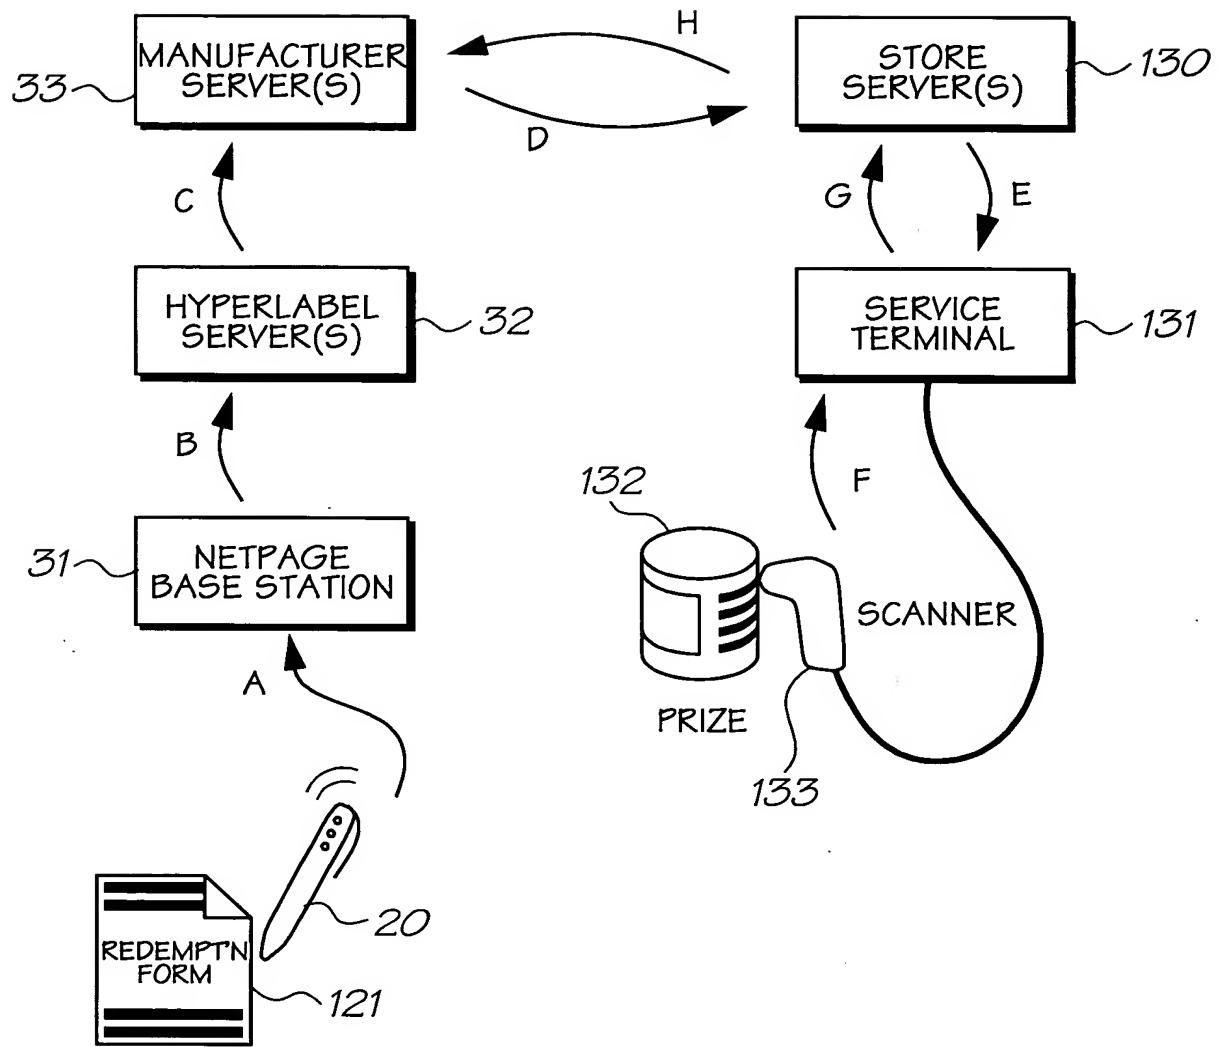 H
MANUFACTURER
SERVER(S)
33
STORE
SERVER(S)
130
D
C
G
E
HYPERLABEL
SERVER(S)
32
SERVICE
TERMINAL
131
B
F
132
NETPAGE
BASE STATION
31
SCANNER
A
PRIZE
133
20
REDEMPT'N
FORM
121